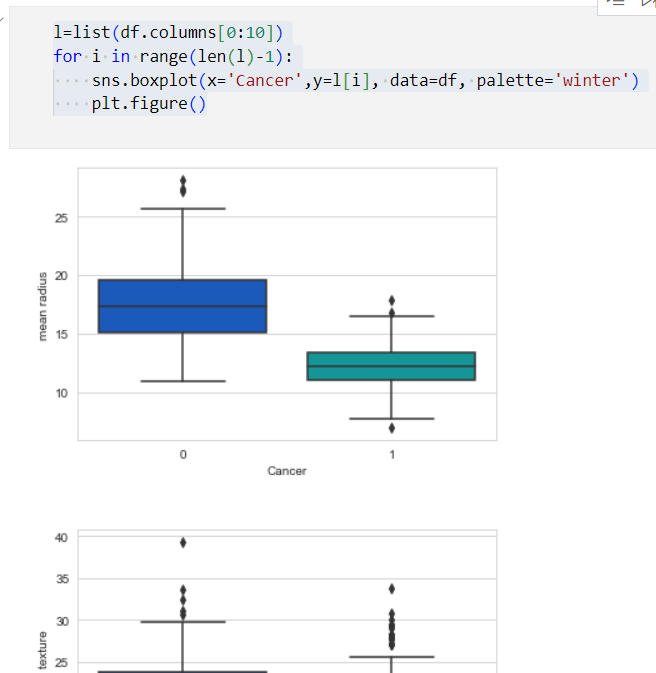 l=list(df.columns[0:10])
for i in range(len(l)-1):
    sns.boxplot(x='Cancer',y=l[i], data=df, palette='winter')
    plt.figure()
25
20
15
10
mean radius
0
1
Cancer
40
35
30
25
texture